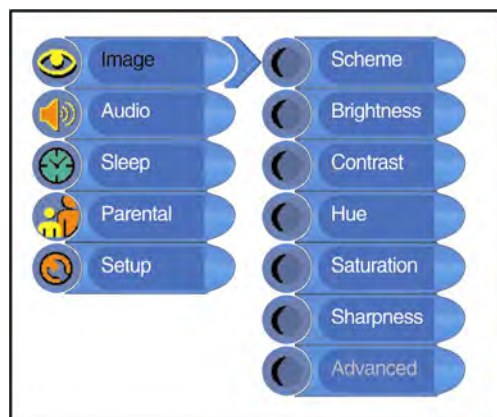 Image
Audio
Sleep
Parental
Setup
Scheme
Brightness
Contrast
Hue
Saturation
Sharpness
Advanced